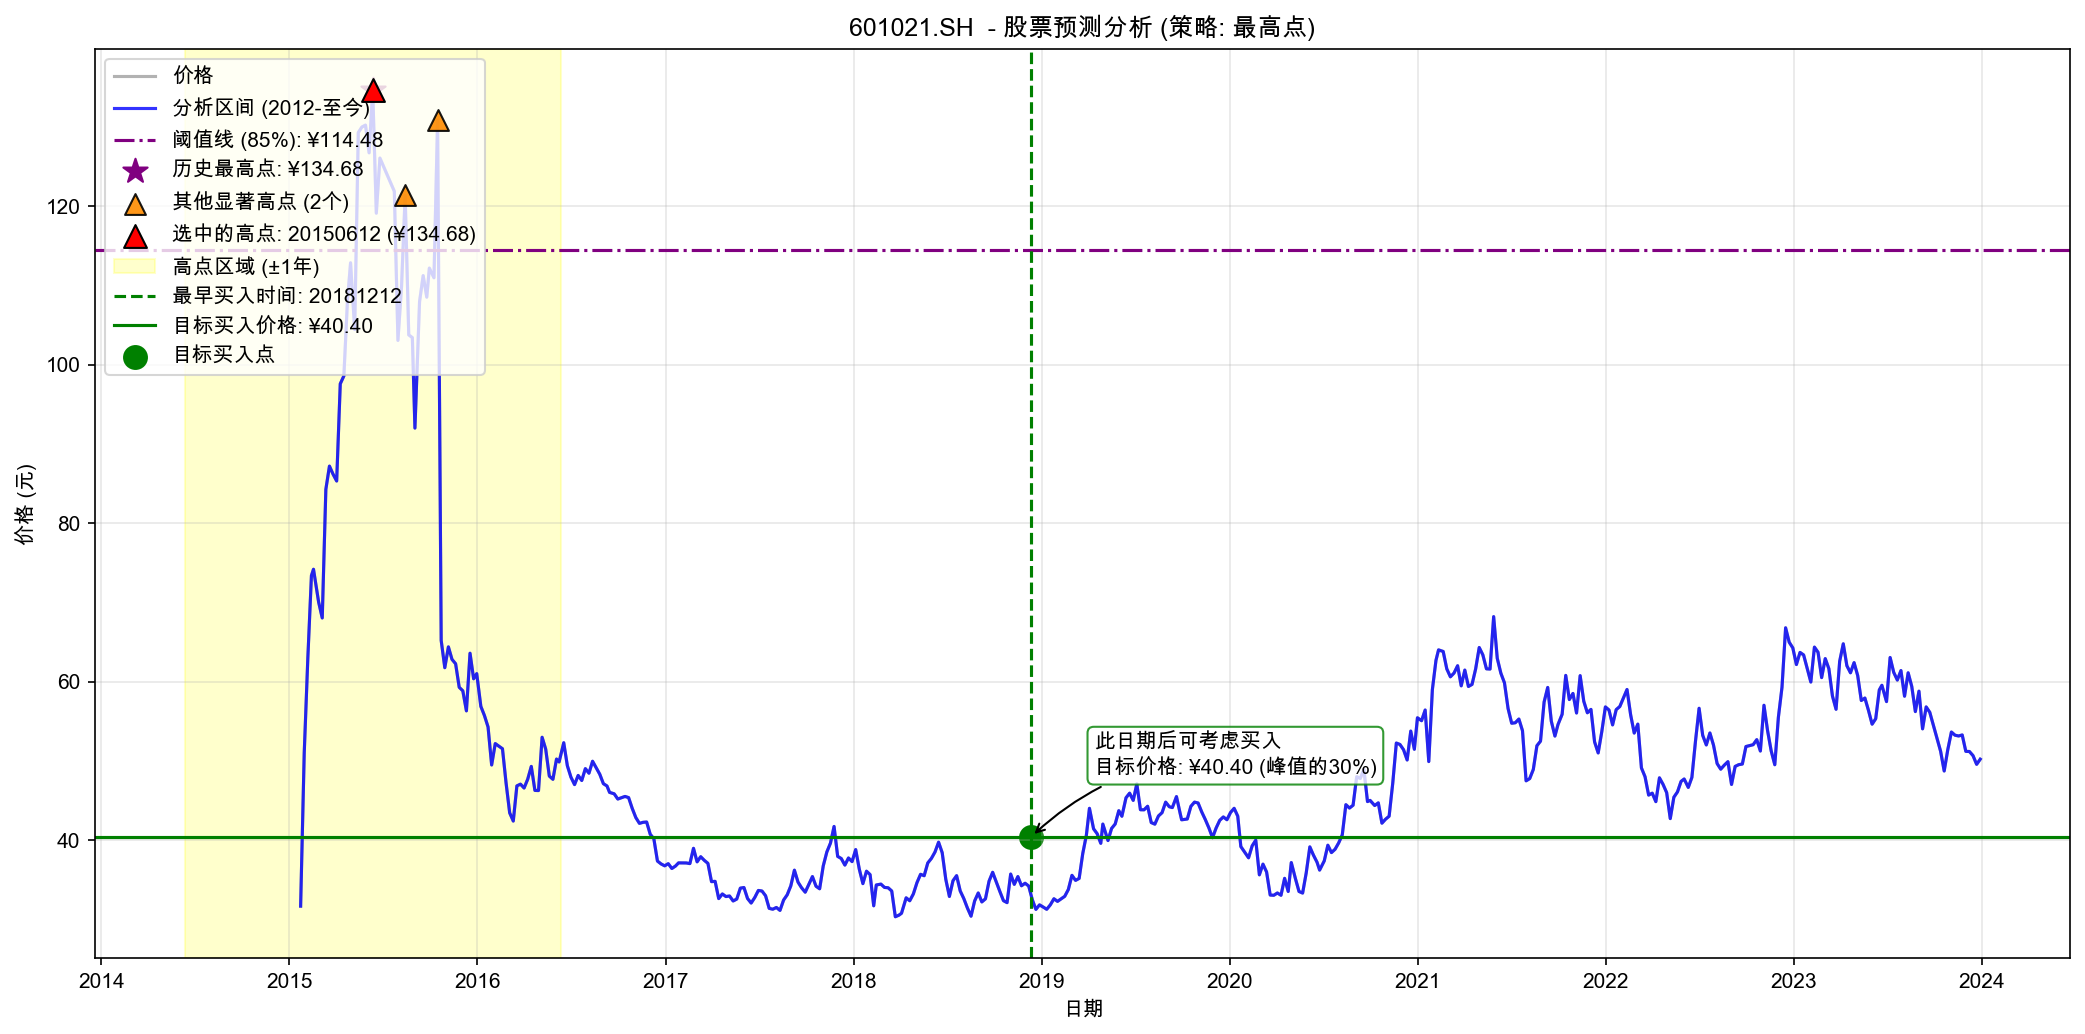 601021.SH - 股票预测分析 (策略: 最高点)
价格
分析区间 (2012-至今)
阈值线 (85%): ¥114.48
历史最高点: ¥134.68
其他显著高点 (2个)
选中的高点: 20150612 (¥134.68)
高点区域 (±1年)
最早买入时间: 20181212
目标买入价格: ¥40.40
目标买入点
120
100
80
60
40
价格 (元)
此日期后可考虑买入
目标价格: ¥40.40 (峰值的30%)
2014 2015 2016 2017 2018 2019 2020 2021 2022 2023 2024
日期